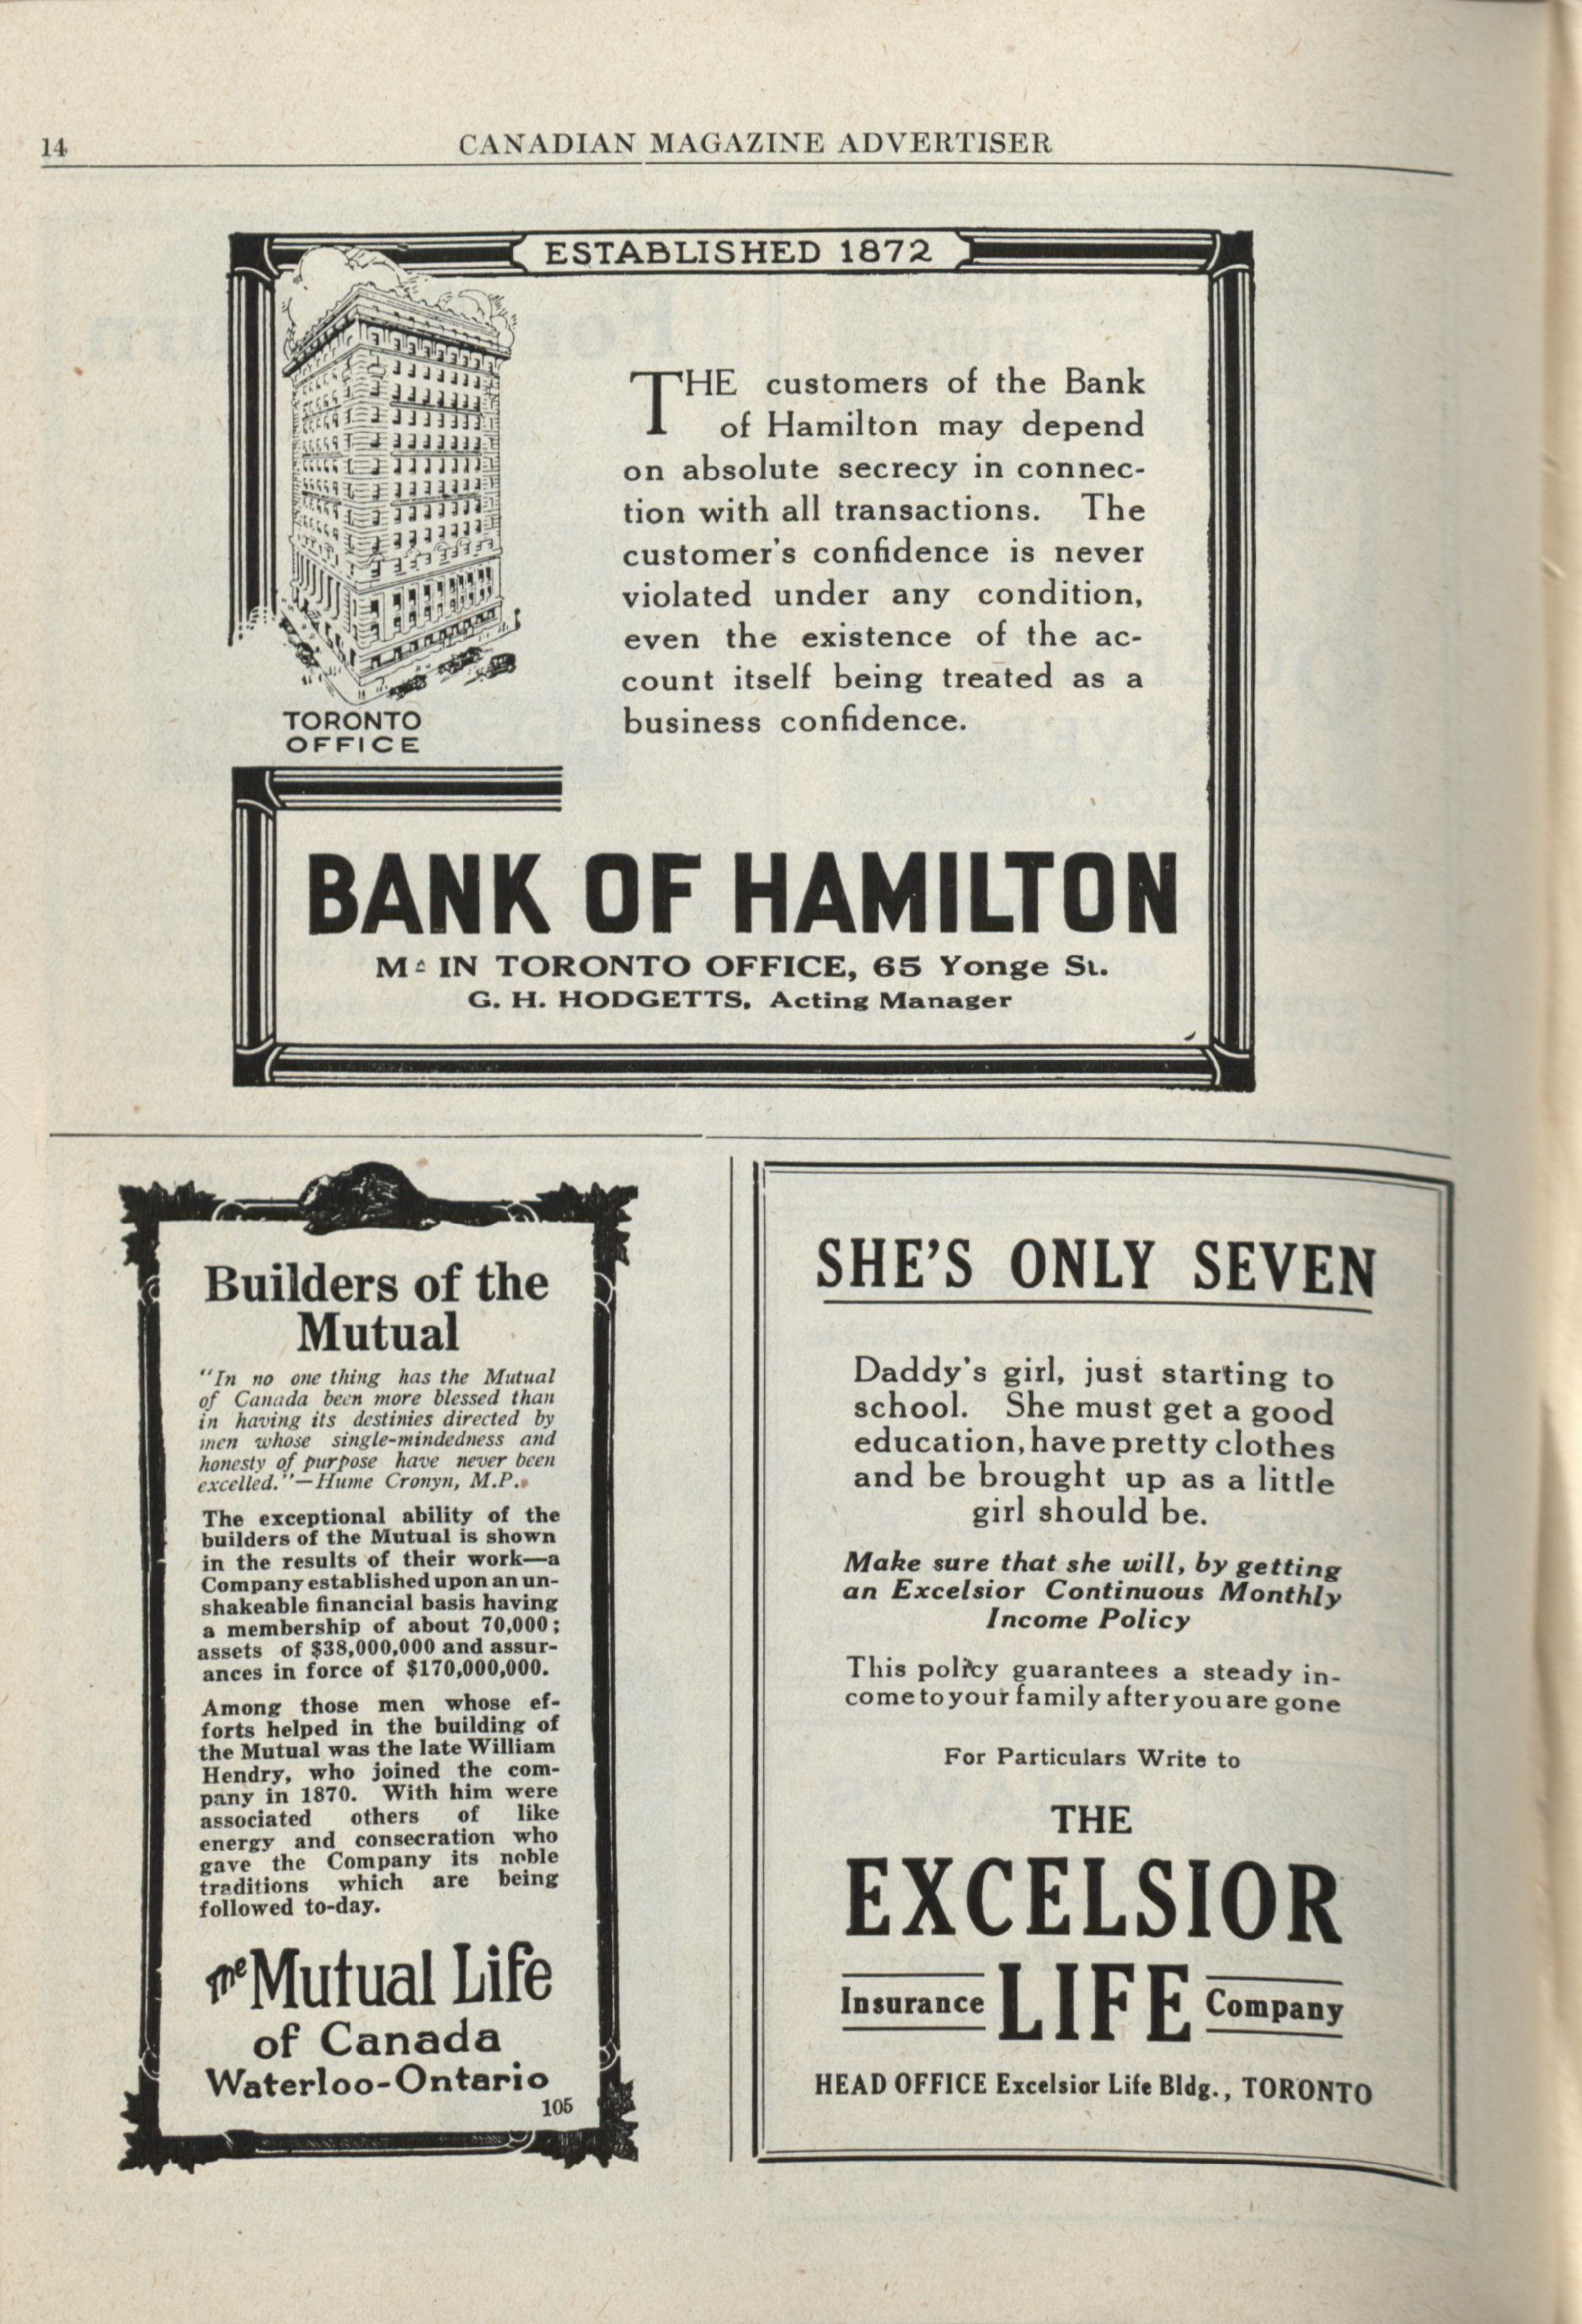 14
CANADIAN MAGAZINE ADVERTISER
ESTABLISHED 1872
THE customers of the Bank
of Hamilton may depend
on absolute secrecy in connec-
tion with all transactions. The
customer's confidence is never
violated under any condition,
even the existence of the ac-
count itself being treated as a
business confidence.
TORONTO
OFFICE
BANK OF HAMILTON
MAIN TORONTO OFFICE, 65 Yonge St.
G. H. HODGETTS, Acting Manager
Builders of the
Mutual
"In no one thing has the Mutual
of Canada been more blessed than
in having its destinies directed by
men whose single-mindedness and
honesty of purpose have never been
excelled."—Hume Cronyn, M.P.
The exceptional ability of the
builders of the Mutual is shown
in the results of their work—a
Company established upon an un-
shakeable financial basis having
a membership of about 70,000;
assets of $38,000,000 and assur-
ances in force of $170,000,000.
Among those men whose ef-
forts helped in the building of
the Mutual was the late William
Hendry, who joined the com-
pany in 1870. With him were
associated others of like
energy and consecration who
gave the Company its noble
traditions which are being
followed to-day.
The Mutual Life
of Canada
Waterloo-Ontario
105
SHE'S ONLY SEVEN
Daddy's girl, just starting to
school. She must get a good
education, have pretty clothes
and be brought up as a little
girl should be.
Make sure that she will, by getting
an Excelsior Continuous Monthly
Income Policy
This policy guarantees a steady in-
come to your family after you are gone
For Particulars Write to
THE
EXCELSIOR
Insurance LIFE Company
HEAD OFFICE Excelsior Life Bldg., TORONTO